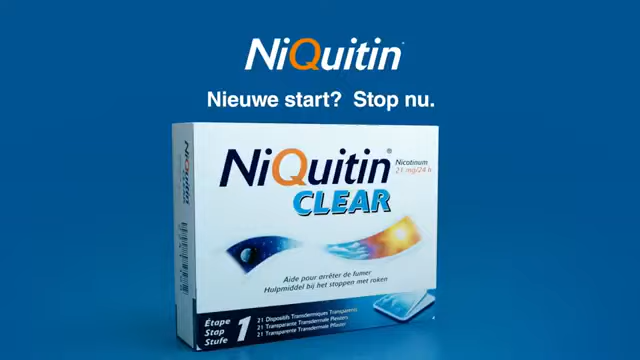 NiQuitin
Nieuwe start? Stop nu.
NiQuitin®
Nicotinum
21 mg/24 h
CLEAR
Aide pour arrêter de fumer
Hulpmiddel bij het stoppen met roken
Étape
Stap
Stufe
1
21 Dispositifs Transdermiques Transparents
21 Transparante Transdermale Pleisters
21 Transparente Transdermale Pflaster